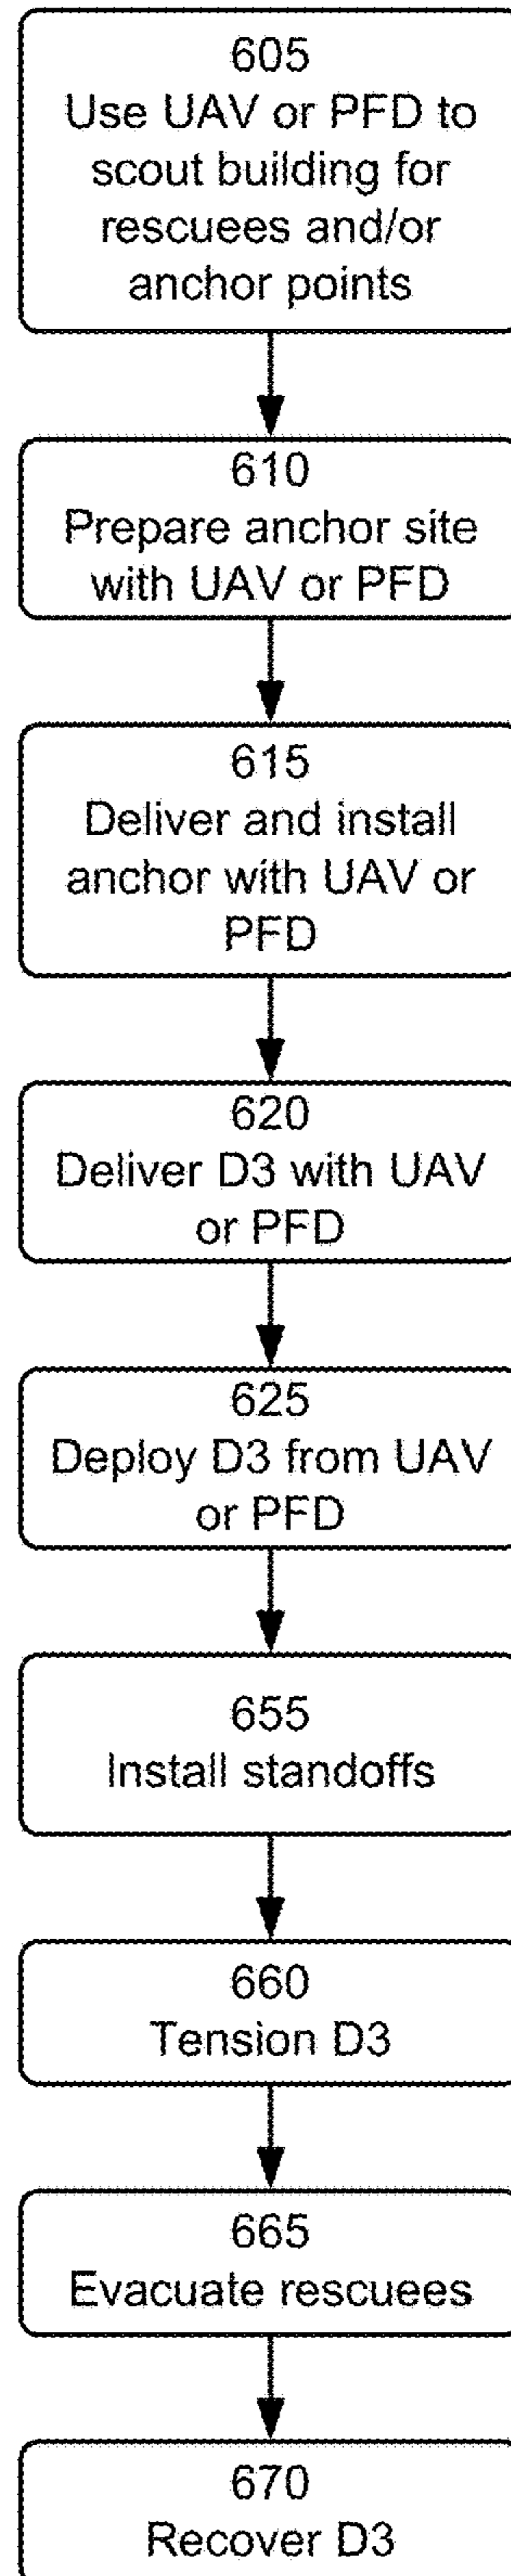 605
Use UAV or PFD to
scout building for
rescuees and/or
anchor points
610
Prepare anchor site
with UAV or PFD
615
Deliver and install
anchor with UAV or
PFD
620
Deliver D3 with UAV
or PFD
625
Deploy D3 from UAV
or PFD
655
Install standoffs
660
Tension D3
665
Evacuate rescuees
670
Recover D3